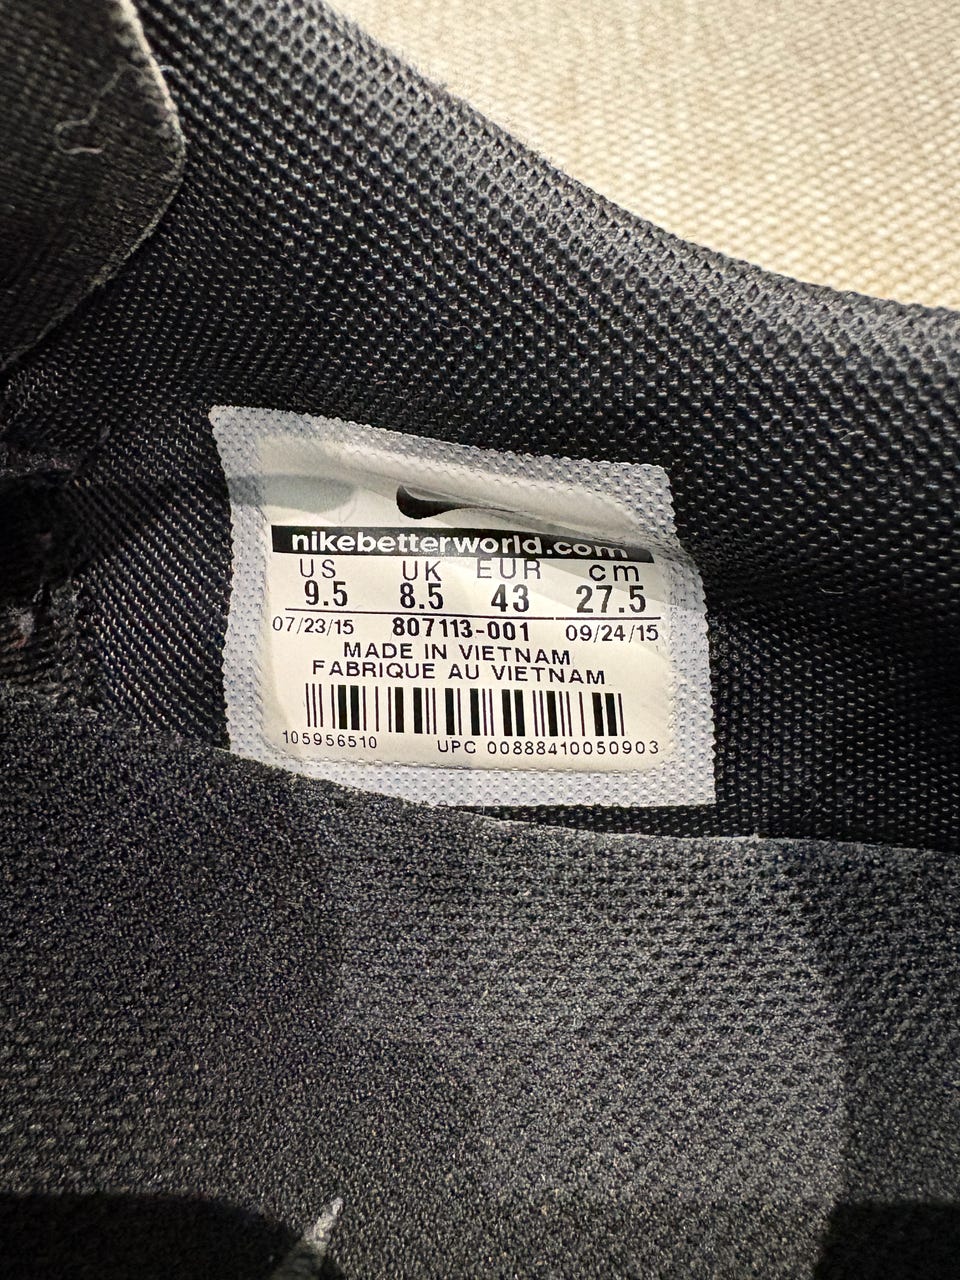 nikebetterworld.com
US UK EUR cm
9.5 8.5 43 27.5
07/23/15 807113-001 09/24/15
MADE IN VIETNAM
FABRIQUE AU VIETNAM
105956510 UPC 00888410050903